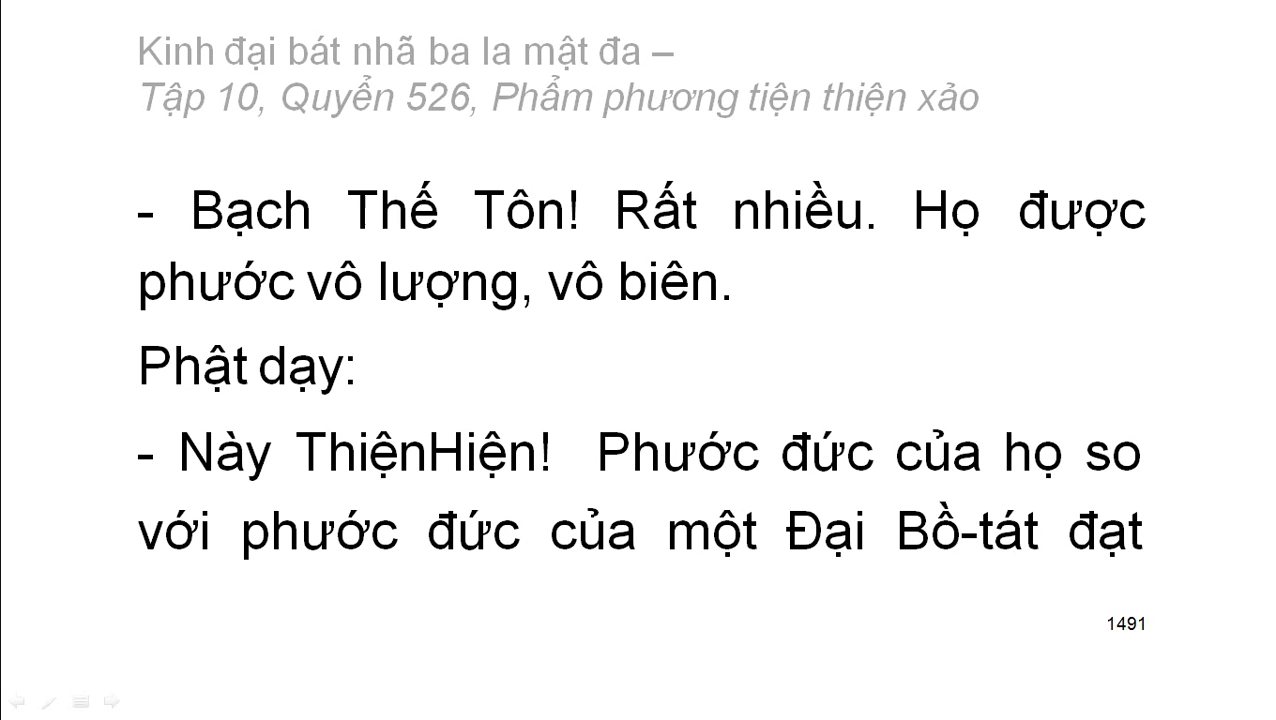 Kinh đại bát nhã ba la mật đa –
Tập 10, Quyển 526, Phẩm phương tiện thiện xảo
- Bạch Thế Tôn! Rất nhiều. Họ được
phước vô lượng, vô biên.
Phật dạy:
- Này ThiệnHiện!  Phước đức của họ so
với phước đức của một Đại Bồ-tát đạt
1491